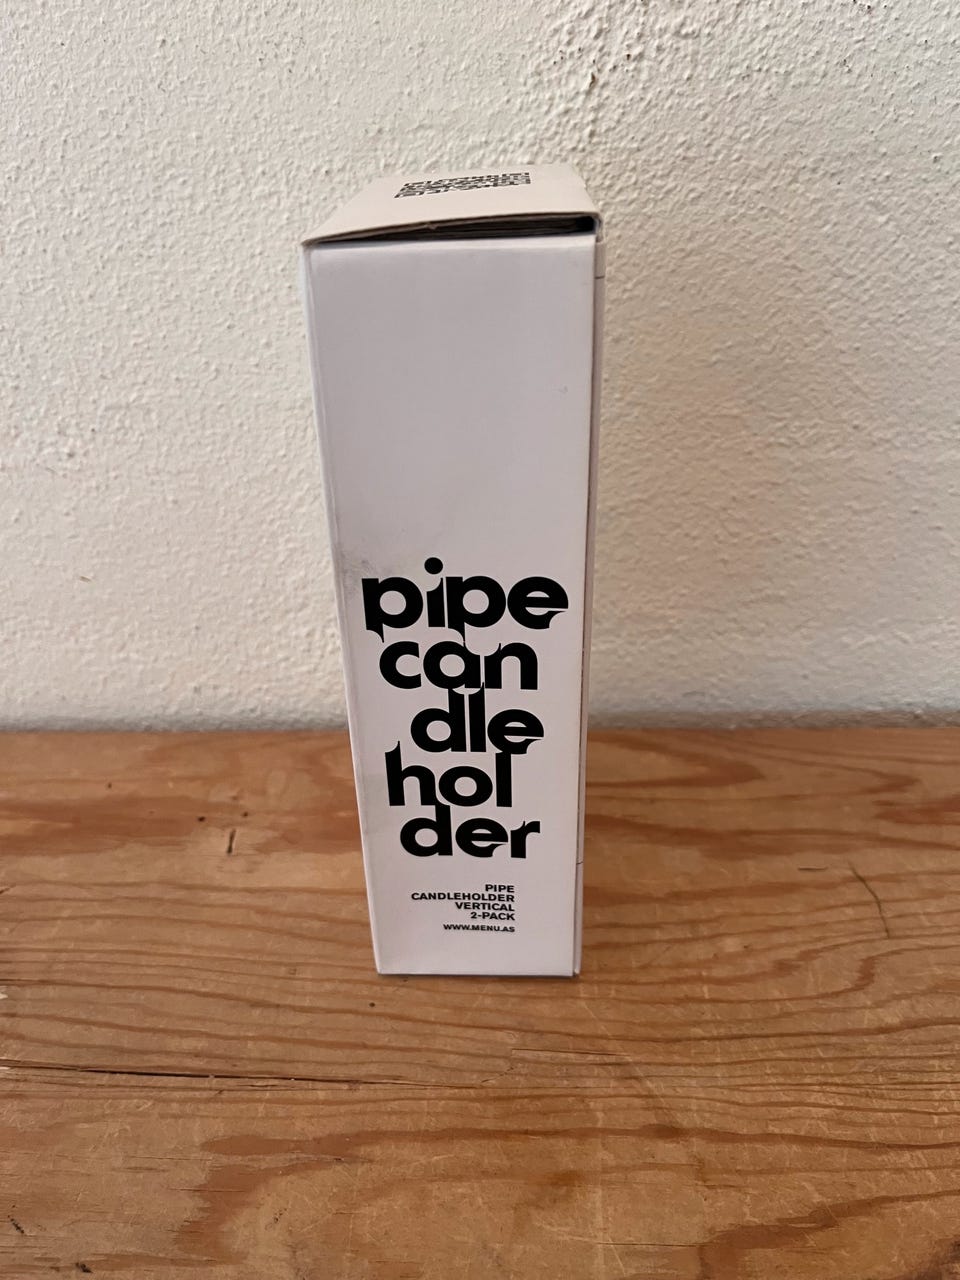 pipe
can
dle
hol
der
PIPE
CANDLEHOLDER
VERTICAL
2-PACK
WWW.MENU.AS